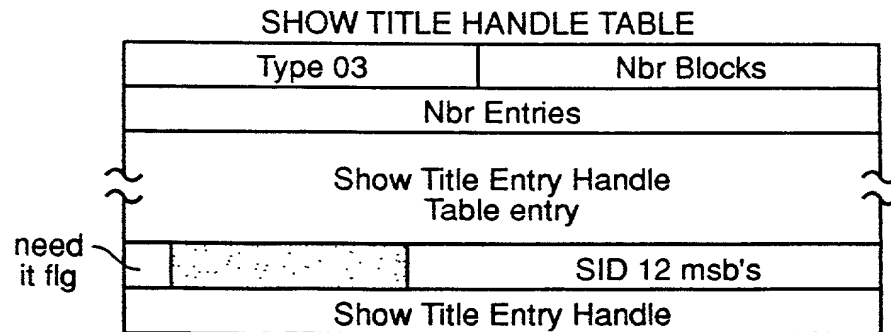 SHOW TITLE HANDLE TABLE
Type 03 Nbr Blocks
Nbr Entries
Show Title Entry Handle
Table entry
need
it flg
SID 12 msb's
Show Title Entry Handle